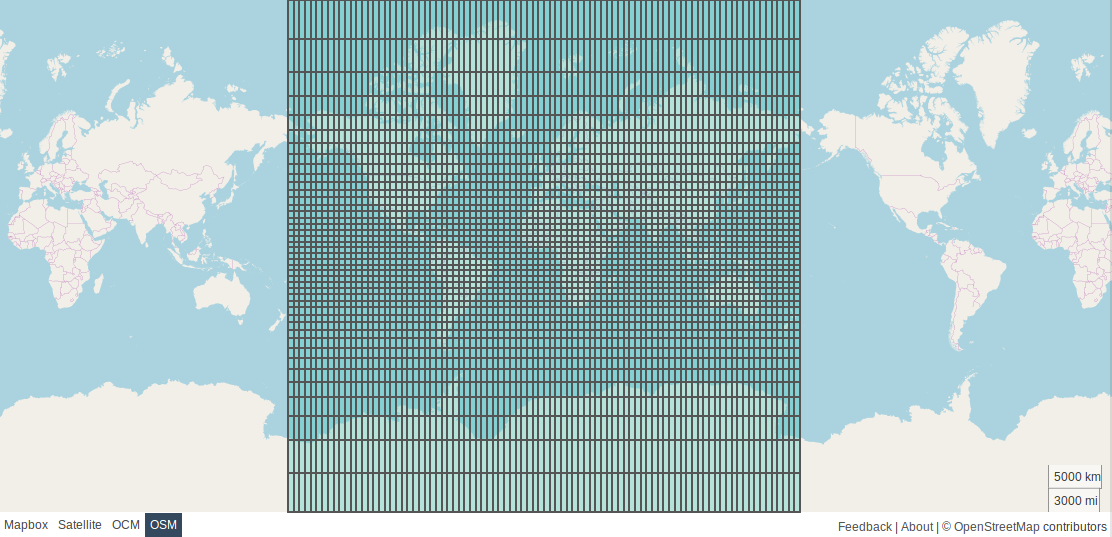 5000 km
3000 mi
Mapbox Satellite OCM OSM
Feedback | About | © OpenStreetMap contributors